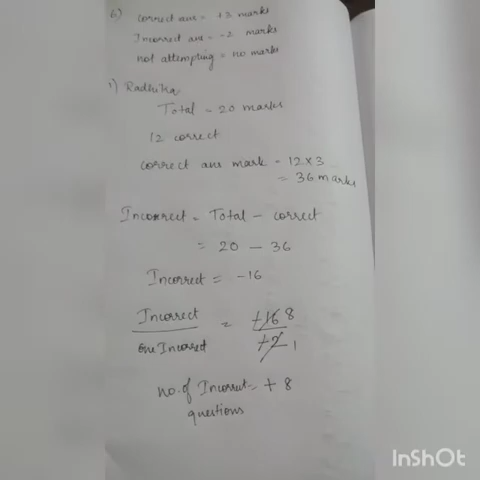 6) correct ans = +3 marks
Incorrect ans = -2 marks
not attempting = no marks
1) Radhika
Total = 20 marks
12 correct
correct ans mark = 12 × 3
= 36 marks
Incorrect = Total - correct
= 20 - 36
Incorrect = -16
Incorrect / one Incorrect = +16 8 / +2 1
no. of Incorrect = + 8
questions
InShOt